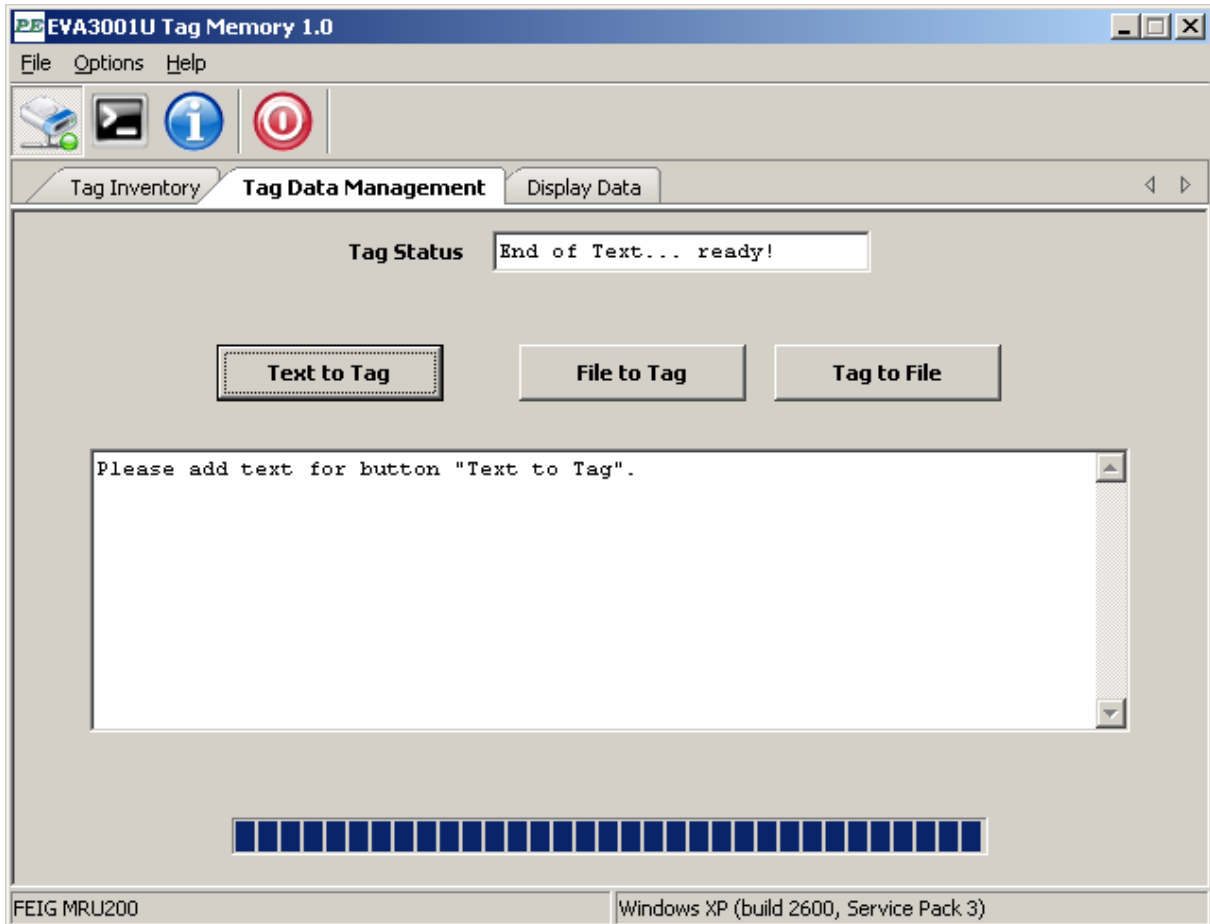 PE EVA3001U Tag Memory 1.0
File Options Help
Tag Inventory Tag Data Management Display Data
Tag Status End of Text... ready!
Text to Tag File to Tag Tag to File
Please add text for button "Text to Tag".
FEIG MRU200 Windows XP (build 2600, Service Pack 3)